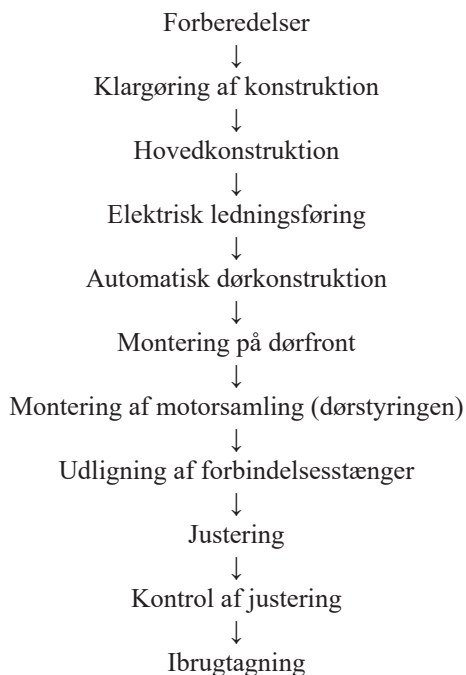 Forberedelser
↓
Klargøring af konstruktion
↓
Hovedkonstruktion
↓
Elektrisk ledningsføring
↓
Automatisk dørkonstruktion
↓
Montering på dørfront
↓
Montering af motorsamling (dørstyringen)
↓
Udligning af forbindelsesstænger
↓
Justering
↓
Kontrol af justering
↓
Ibrugtagning